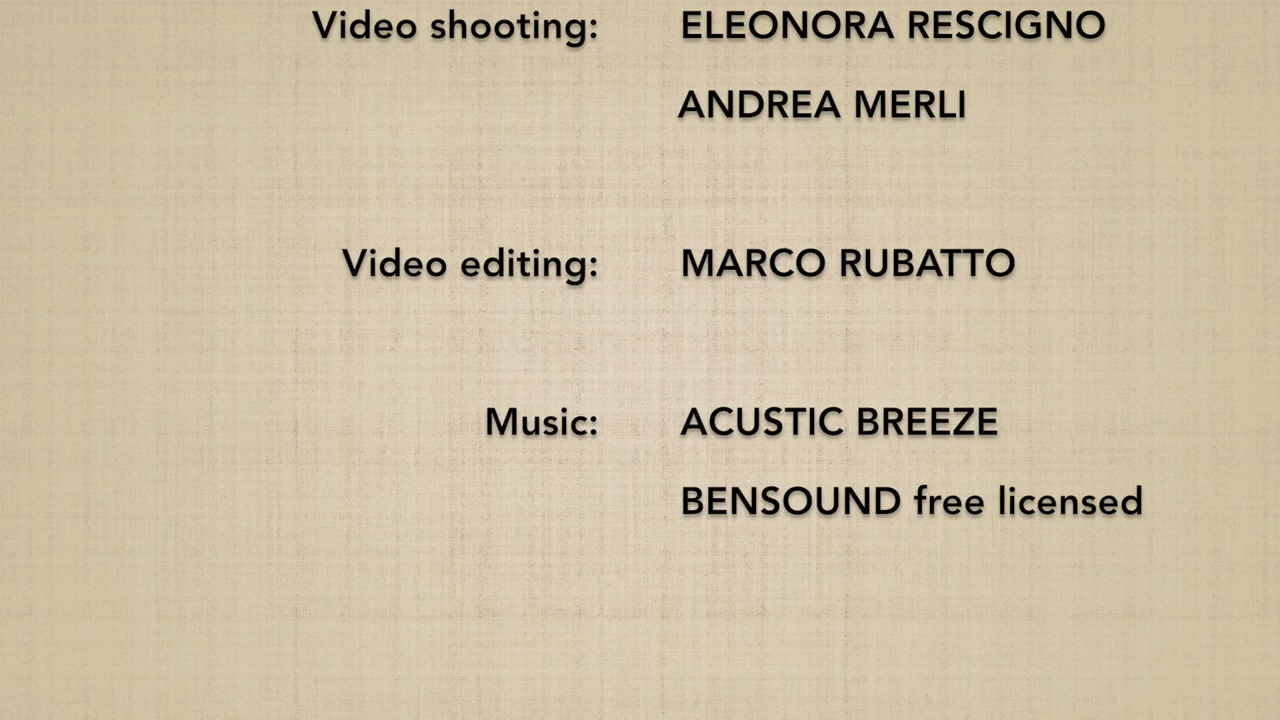 Video shooting: ELEONORA RESCIGNO
ANDREA MERLI
Video editing: MARCO RUBATTO
Music: ACUSTIC BREEZE
BENSOUND free licensed